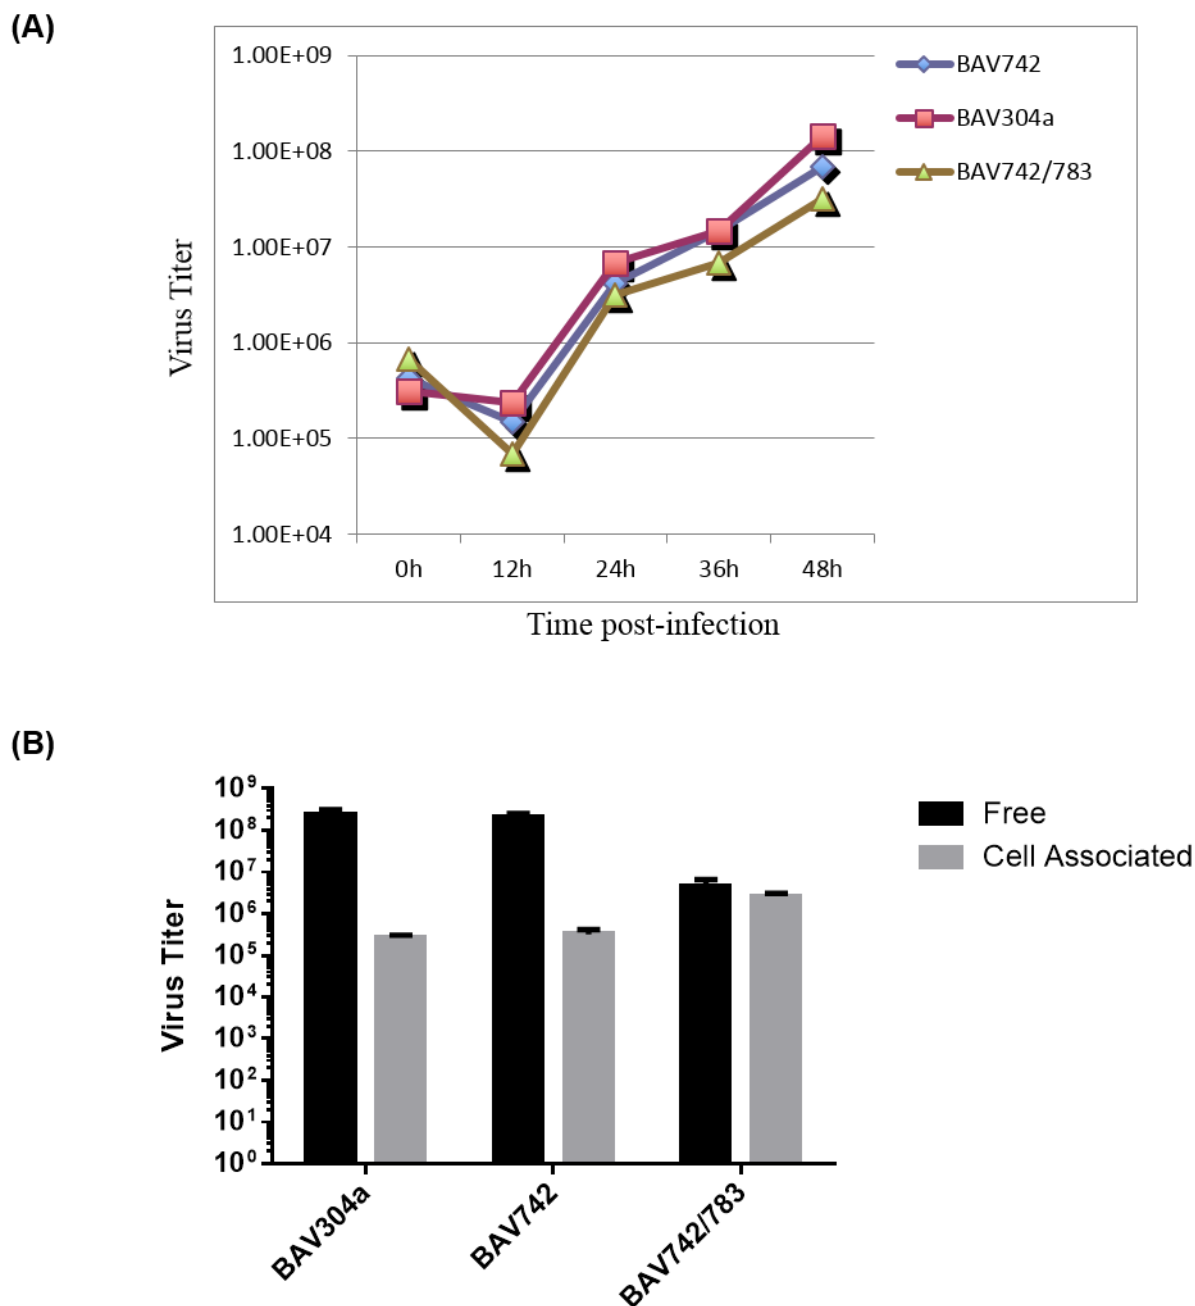 (A)
1.00E+09
1.00E+08
1.00E+07
1.00E+06
1.00E+05
1.00E+04
Virus Titer
0h 12h 24h 36h 48h
Time post-infection
BAV742
BAV304a
BAV742/783
(B)
10⁹
10⁸
10⁷
10⁶
10⁵
10⁴
10³
10²
10¹
10⁰
Virus Titer
BAV304a
BAV742
BAV742/783
Free
Cell Associated